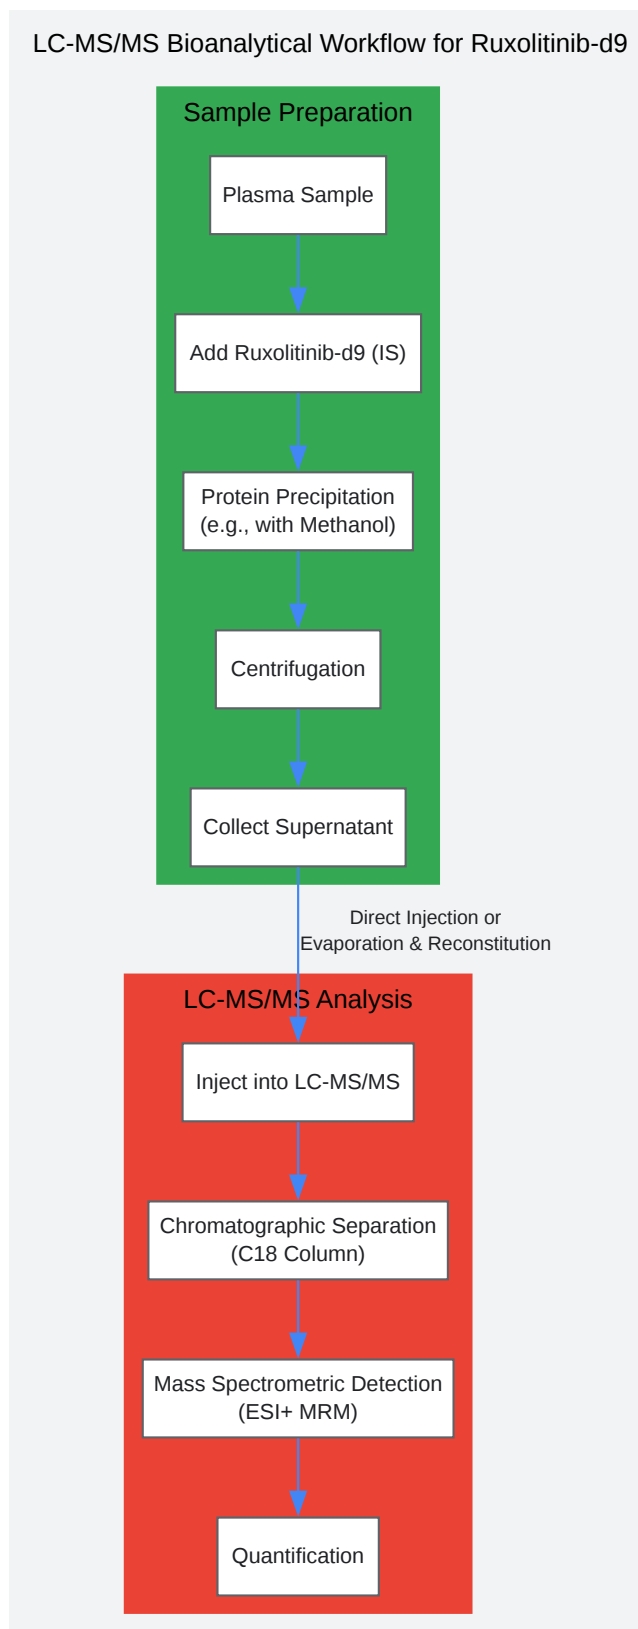 LC-MS/MS Bioanalytical Workflow for Ruxolitinib-d9
Sample Preparation
Plasma Sample
Add Ruxolitinib-d9 (IS)
Protein Precipitation
(e.g., with Methanol)
Centrifugation
Collect Supernatant
Direct Injection or
Evaporation & Reconstitution
LC-MS/MS Analysis
Inject into LC-MS/MS
Chromatographic Separation
(C18 Column)
Mass Spectrometric Detection
(ESI+ MRM)
Quantification